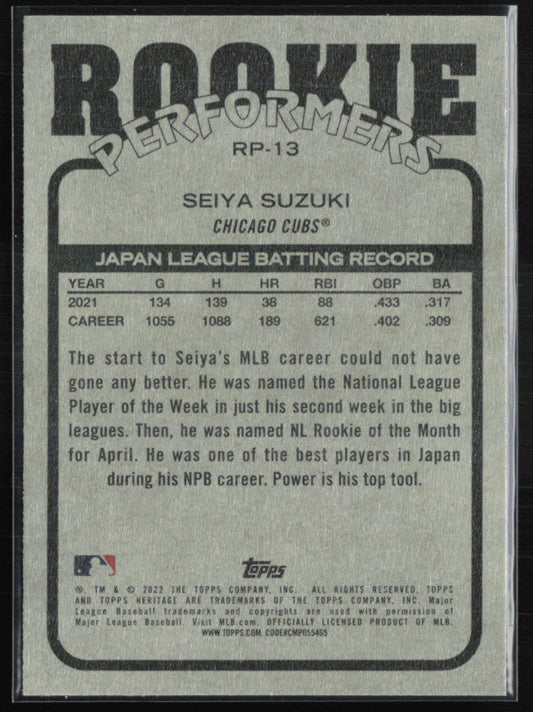 ROOKIE
PERFORMERS
RP-13
SEIYA SUZUKI
CHICAGO CUBS®
JAPAN LEAGUE BATTING RECORD
YEAR G H HR RBI OBP BA
2021 134 139 38 88 .433 .317
CAREER 1055 1088 189 621 .402 .309
The start to Seiya's MLB career could not have
gone any better. He was named the National League
Player of the Week in just his second week in the big
leagues. Then, he was named NL Rookie of the Month
for April. He was one of the best players in Japan
during his NPB career. Power is his top tool.
topps
®, TM & © 2022 THE TOPPS COMPANY, INC. ALL RIGHTS RESERVED. TOPPS
AND TOPPS HERITAGE ARE TRADEMARKS OF THE TOPPS COMPANY, INC. Major
League Baseball trademarks and copyrights are used with permission of
Major League Baseball. Visit MLB.com. OFFICIALLY LICENSED PRODUCT OF MLB.
WWW.TOPPS.COM. CODE#CMP055465